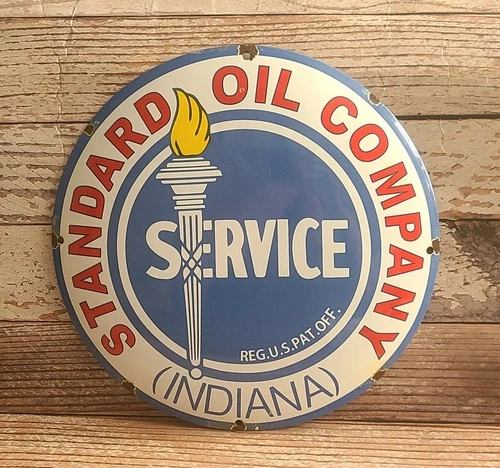 STANDARD OIL COMPANY
SERVICE
REG.U.S.PAT.OFF.
(INDIANA)